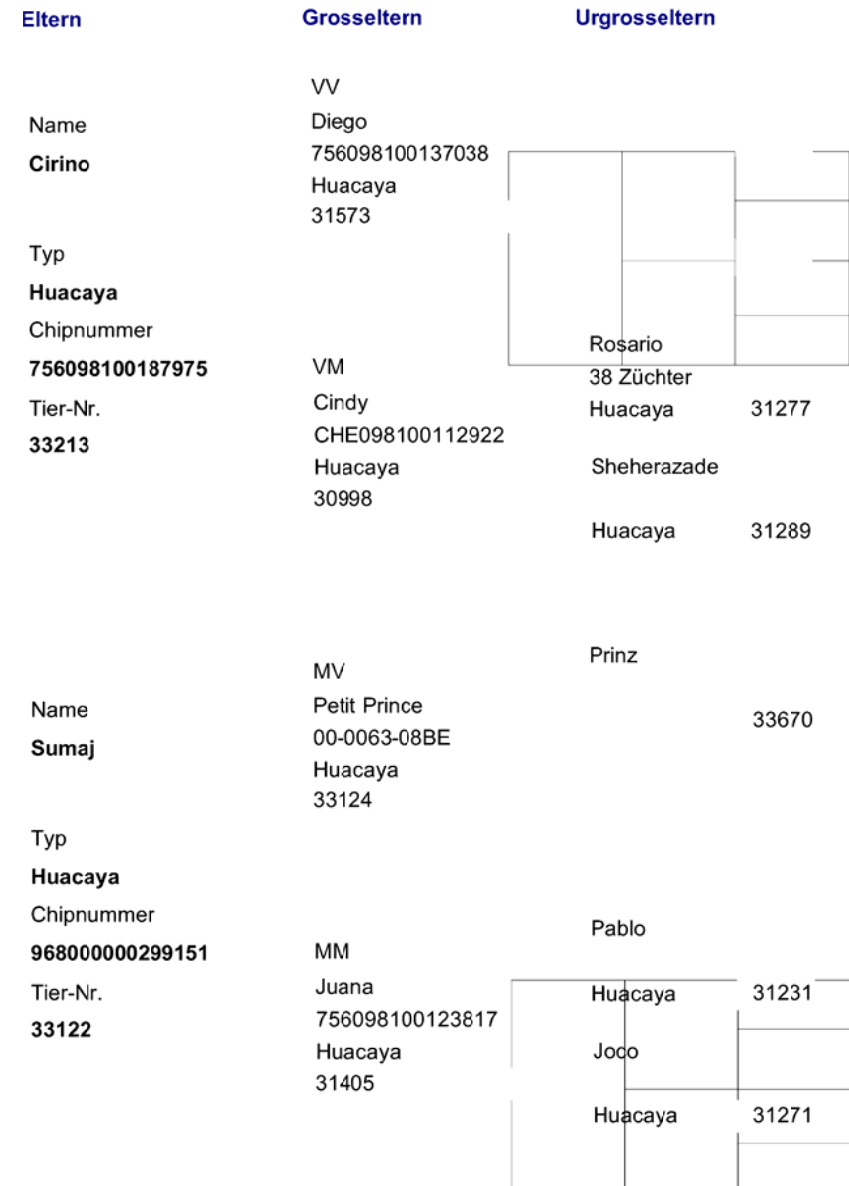 Eltern
Grosseltern
Urgrosseltern
Name
Cirino
Typ
Huacaya
Chipnummer
756098100187975
Tier-Nr.
33213
VV
Diego
756098100137038
Huacaya
31573
VM
Cindy
CHE098100112922
Huacaya
30998
Rosario
38 Züchter
Huacaya 31277
Sheherazade
Huacaya 31289
Name
Sumaj
Typ
Huacaya
Chipnummer
968000000299151
Tier-Nr.
33122
MV
Petit Prince
00-0063-08BE
Huacaya
33124
MM
Juana
756098100123817
Huacaya
31405
Prinz
33670
Pablo
Huacaya 31231
Joco
Huacaya 31271